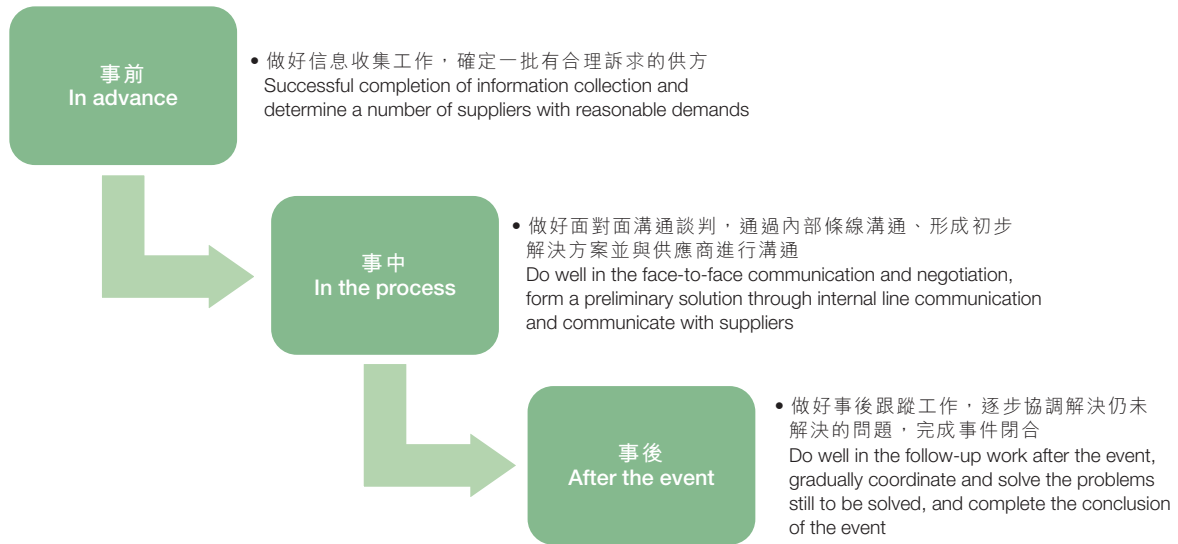 事前
In advance
• 做好信息收集工作，確定一批有合理訴求的供方
Successful completion of information collection and
determine a number of suppliers with reasonable demands
事中
In the process
• 做好面對面溝通談判，通過內部條線溝通、形成初步
解決方案並與供應商進行溝通
Do well in the face-to-face communication and negotiation,
form a preliminary solution through internal line communication
and communicate with suppliers
事後
After the event
• 做好事後跟蹤工作，逐步協調解決仍未
解決的問題，完成事件閉合
Do well in the follow-up work after the event,
gradually coordinate and solve the problems
still to be solved, and complete the conclusion
of the event